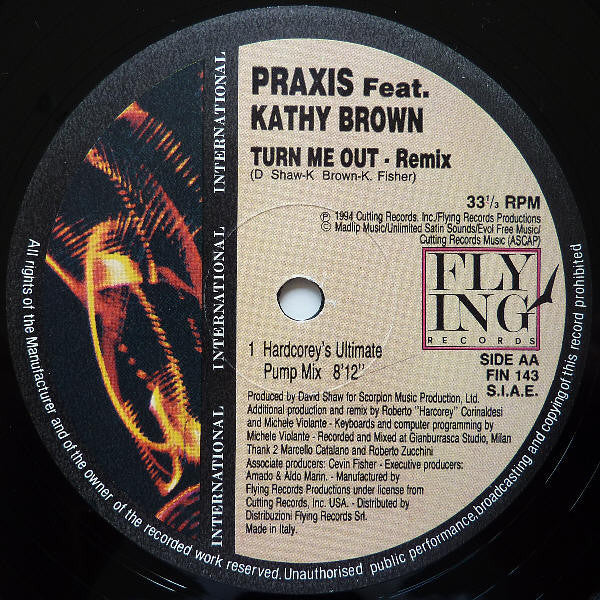 PRAXIS Feat.
KATHY BROWN
TURN ME OUT - Remix
(D Shaw-K Brown-K. Fisher)
33 1/3 RPM
Ⓟ 1994 Cutting Records. Inc./Flying Records Productions
© Madlip Music/Unlimited Satin Sounds/Evol Free Music/
Cutting Records Music (ASCAP)
FLY
ING
RECORDS
SIDE AA
FIN 143
S.I.A.E.
1 Hardcorey's Ultimate
Pump Mix 8'12"
Produced by David Shaw for Scorpion Music Production, Ltd.
Additional production and remix by Roberto "Harcorey" Corinaldesi
and Michele Violante - Keyboards and computer programming by
Michele Violante - Recorded and Mixed at Gianburrasca Studio, Milan
Thank 2 Marcello Catalano and Roberto Zucchini
Associate producers: Cevin Fisher - Executive producers:
Amado & Aldo Marin. - Manufactured by
Flying Records Productions under license from
Cutting Records, Inc. USA. - Distributed by
Distribuzioni Flying Records Srl.
Made in Italy.
INTERNATIONAL
INTERNATIONAL
INTERNATIONAL
All rigths of the Manufacturer and of the owner of the recorded work reserved. Unauthorised public performance, broadcasting and copying of this record prohibited